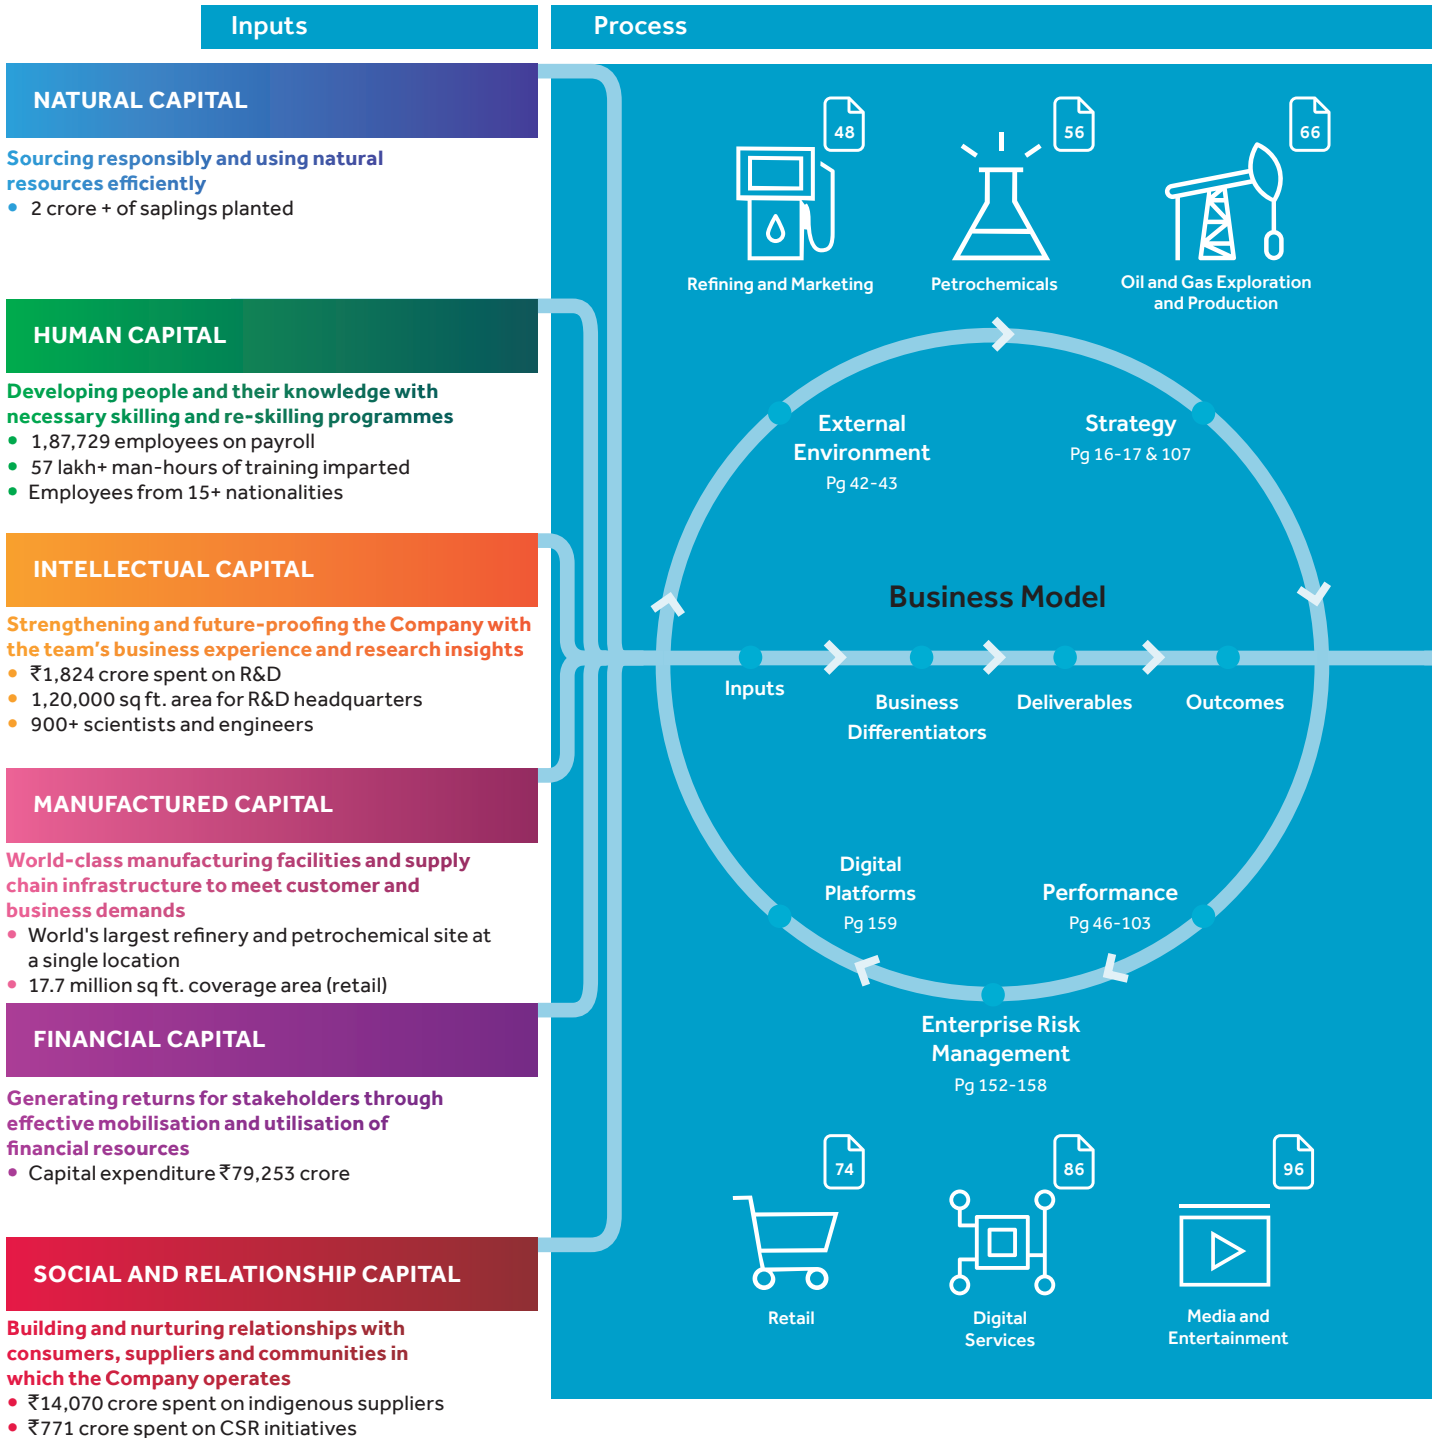 Inputs
Process
NATURAL CAPITAL
Sourcing responsibly and using natural
resources efficiently
• 2 crore + of saplings planted
HUMAN CAPITAL
Developing people and their knowledge with
necessary skilling and re-skilling programmes
• 1,87,729 employees on payroll
• 57 lakh+ man-hours of training imparted
• Employees from 15+ nationalities
INTELLECTUAL CAPITAL
Strengthening and future-proofing the Company with
the team's business experience and research insights
• ₹1,824 crore spent on R&D
• 1,20,000 sq ft. area for R&D headquarters
• 900+ scientists and engineers
MANUFACTURED CAPITAL
World-class manufacturing facilities and supply
chain infrastructure to meet customer and
business demands
• World's largest refinery and petrochemical site at
a single location
• 17.7 million sq ft. coverage area (retail)
FINANCIAL CAPITAL
Generating returns for stakeholders through
effective mobilisation and utilisation of
financial resources
• Capital expenditure ₹79,253 crore
SOCIAL AND RELATIONSHIP CAPITAL
Building and nurturing relationships with
consumers, suppliers and communities in
which the Company operates
• ₹14,070 crore spent on indigenous suppliers
• ₹771 crore spent on CSR initiatives
48
56
66
Refining and Marketing
Petrochemicals
Oil and Gas Exploration
and Production
External
Environment
Pg 42-43
Strategy
Pg 16-17 & 107
Business Model
Inputs
Business
Differentiators
Deliverables
Outcomes
Digital
Platforms
Pg 159
Performance
Pg 46-103
Enterprise Risk
Management
Pg 152-158
74
86
96
Retail
Digital
Services
Media and
Entertainment